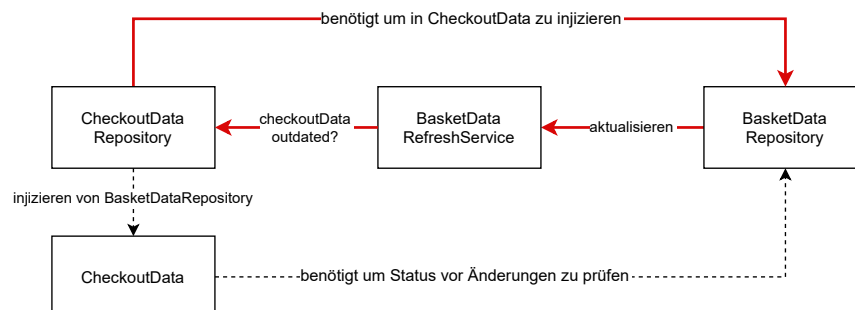 benötigt um in CheckoutData zu injizieren
CheckoutData
Repository
checkoutData
outdated?
BasketData
RefreshService
aktualisieren
BasketData
Repository
injizieren von BasketDataRepository
CheckoutData
benötigt um Status vor Änderungen zu prüfen